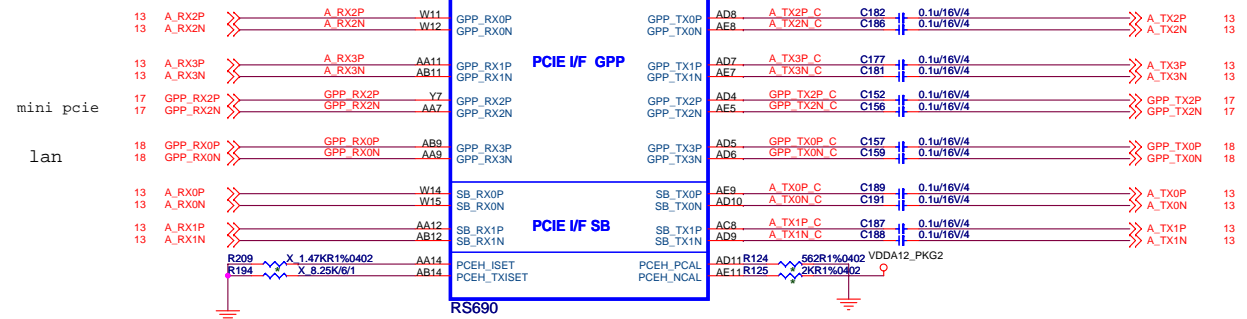 13 A_RX2P A_RX2P W11 GPP_RX0P GPP_TX0P AD8 A_TX2P_C C182 0.1u/16V/4 A_TX2P 13
13 A_RX2N A_RX2N W12 GPP_RX0N GPP_TX0N AE8 A_TX2N_C C186 0.1u/16V/4 A_TX2N 13
PCIE I/F GPP
13 A_RX3P A_RX3P AA11 GPP_RX1P GPP_TX1P AD7 A_TX3P_C C177 0.1u/16V/4 A_TX3P 13
13 A_RX3N A_RX3N AB11 GPP_RX1N GPP_TX1N AE7 A_TX3N_C C181 0.1u/16V/4 A_TX3N 13
mini pcie
17 GPP_RX2P GPP_RX2P Y7 GPP_RX2P GPP_TX2P AD4 GPP_TX2P_C C152 0.1u/16V/4 GPP_TX2P 17
17 GPP_RX2N GPP_RX2N AA7 GPP_RX2N GPP_TX2N AE5 GPP_TX2N_C C156 0.1u/16V/4 GPP_TX2N 17
lan
18 GPP_RX0P GPP_RX0P AB9 GPP_RX3P GPP_TX3P AD5 GPP_TX0P_C C157 0.1u/16V/4 GPP_TX0P 18
18 GPP_RX0N GPP_RX0N AA9 GPP_RX3N GPP_TX3N AD6 GPP_TX0N_C C159 0.1u/16V/4 GPP_TX0N 18
13 A_RX0P W14 SB_RX0P SB_TX0P AE9 A_TX0P_C C189 0.1u/16V/4 A_TX0P 13
13 A_RX0N W15 SB_RX0N SB_TX0N AD10 A_TX0N_C C191 0.1u/16V/4 A_TX0N 13
PCIE I/F SB
13 A_RX1P AA12 SB_RX1P SB_TX1P AC8 A_TX1P_C C187 0.1u/16V/4 A_TX1P 13
13 A_RX1N AB12 SB_RX1N SB_TX1N AD9 A_TX1N_C C188 0.1u/16V/4 A_TX1N 13
R209 X_1.47KR1%0402 AA14 PCEH_ISET PCEH_PCAL AD11 R124 562R1%0402 VDDA12_PKG2
R194 X_8.25K/6/1 AB14 PCEH_TXISET PCEH_NCAL AE11 R125 2KR1%0402
RS690